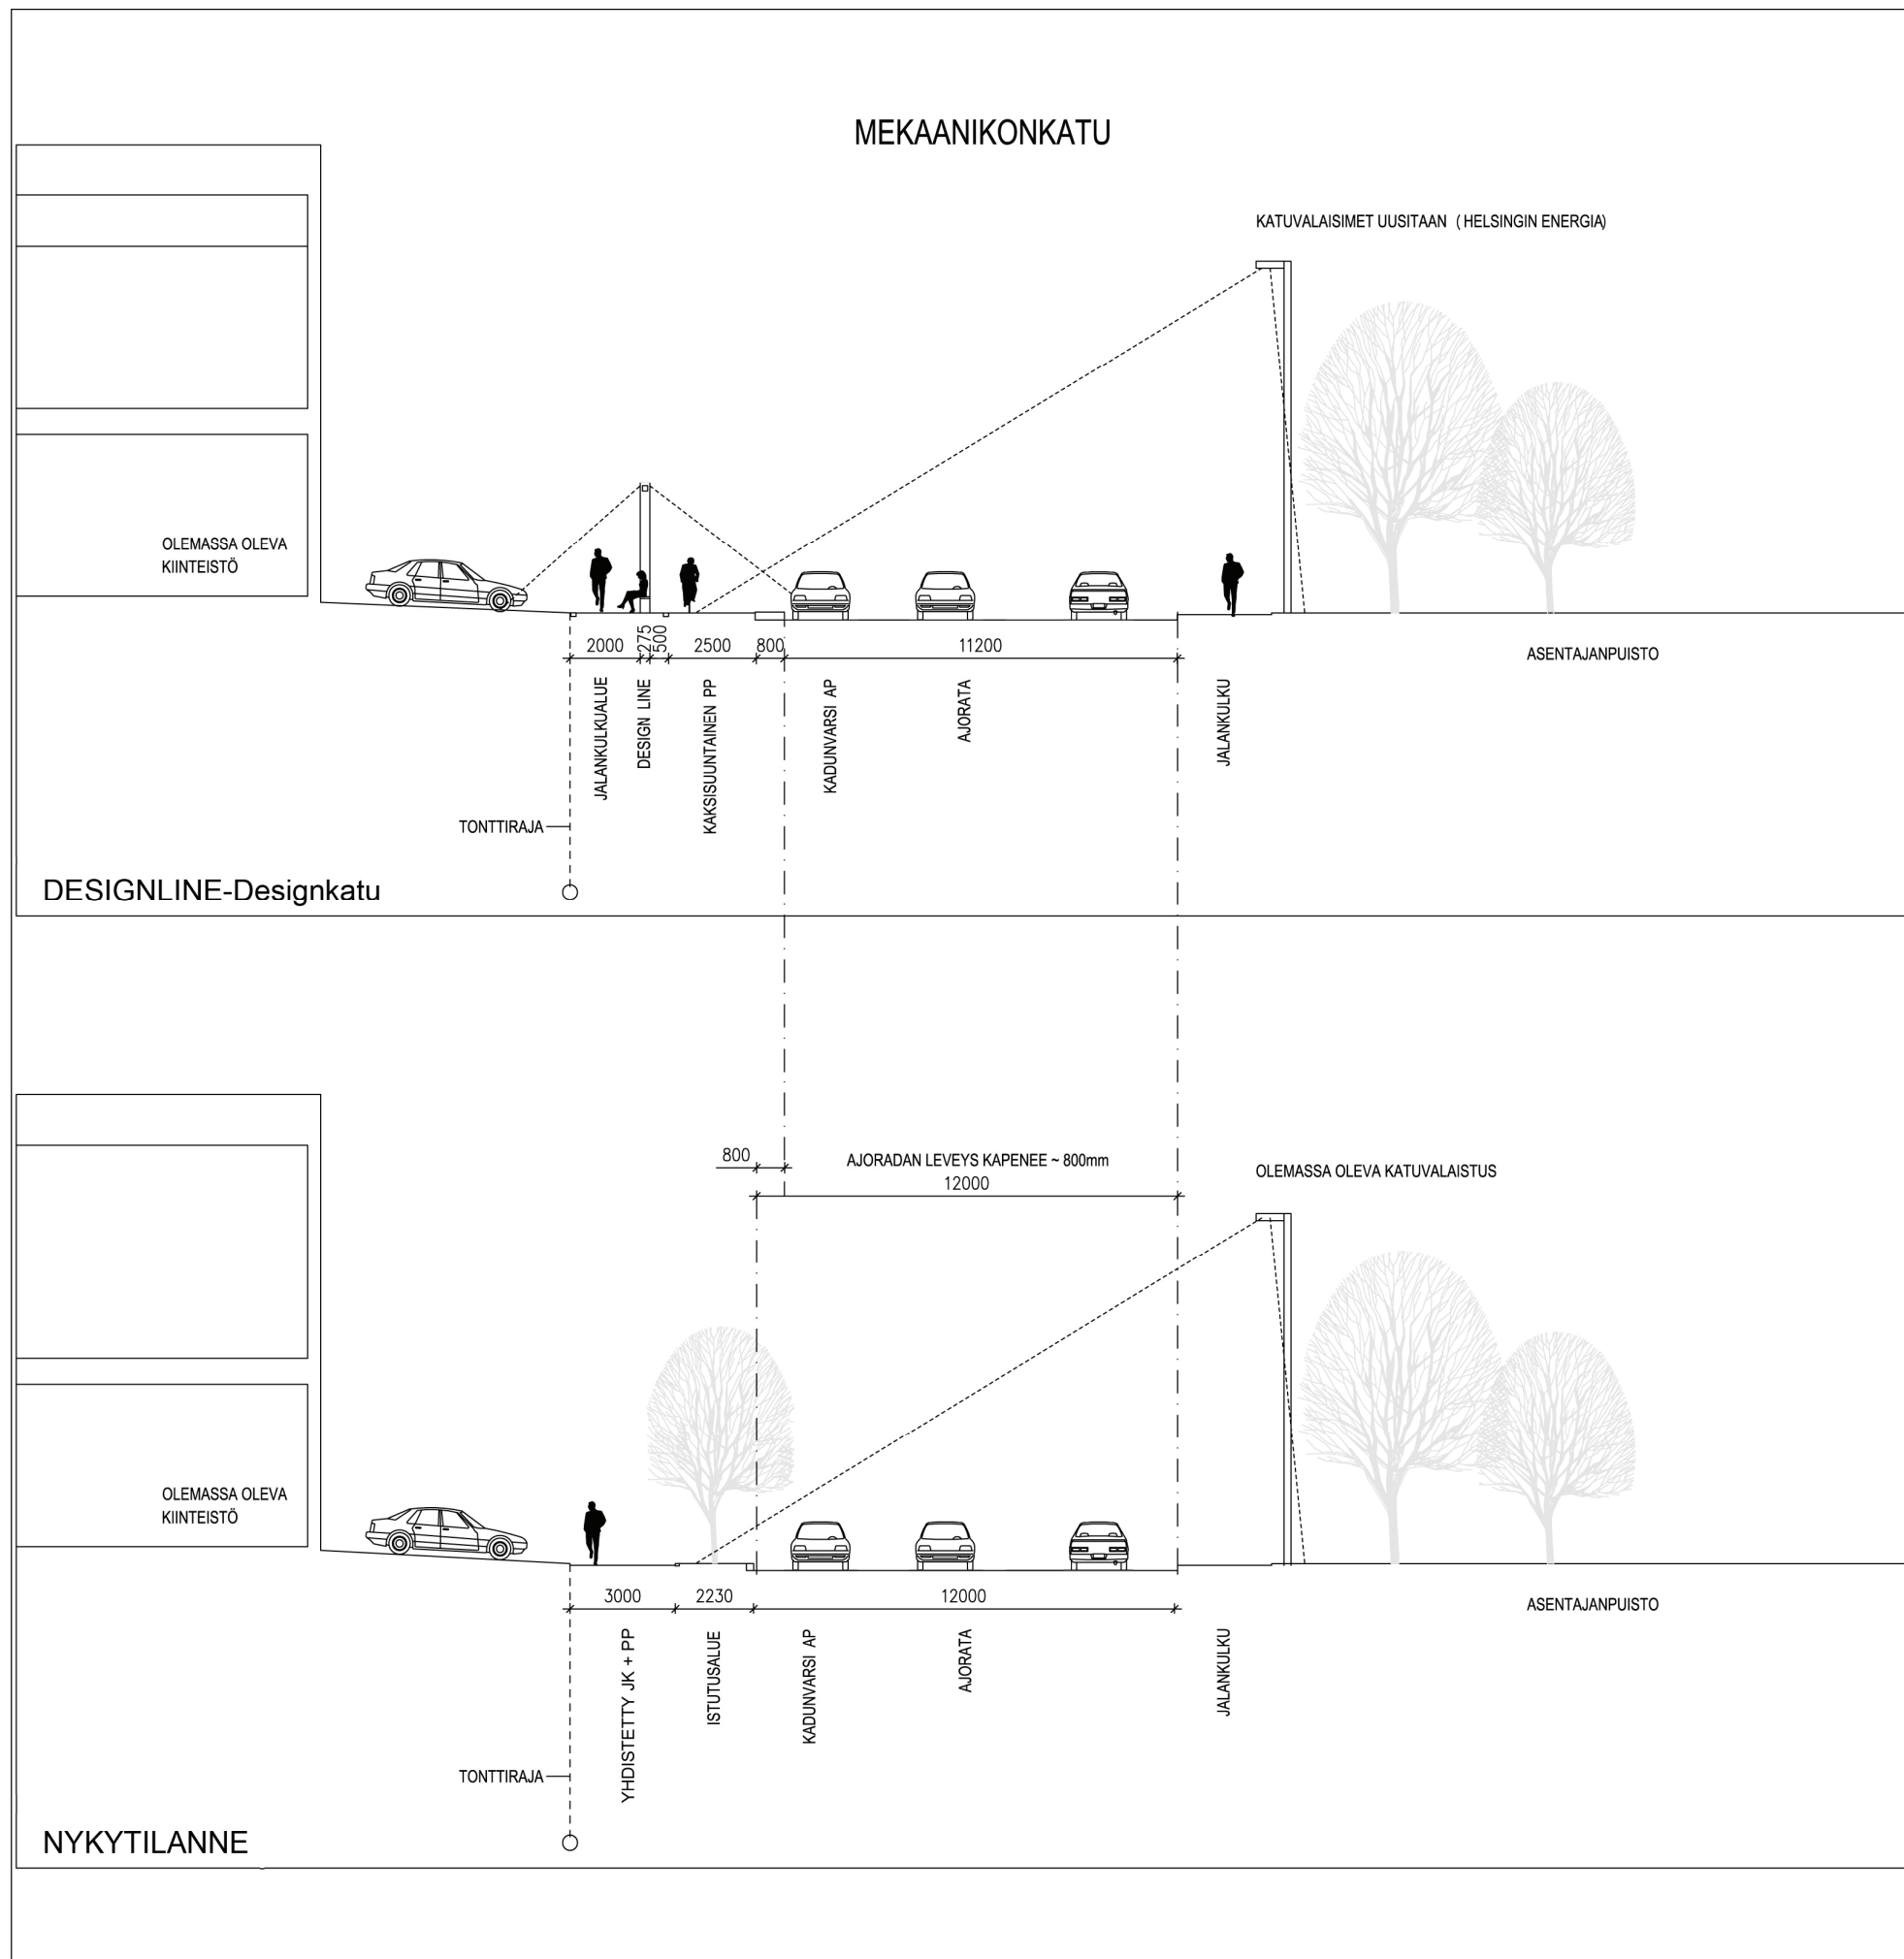 MEKAANIKONKATU
KATUVALAISIMET UUSITAAN ( HELSINGIN ENERGIA)
OLEMASSA OLEVA
KIINTEISTÖ
2000
275
500
2500
800
11200
ASENTAJANPUISTO
JALANKULKUALUE
DESIGN LINE
KAKSISUUNTAINEN PP
KADUNVARSI AP
AJORATA
JALANKULKU
TONTTIRAJA
DESIGNLINE-Designkatu
800
AJORADAN LEVEYS KAPENEE ~ 800mm
12000
OLEMASSA OLEVA KATUVALAISTUS
OLEMASSA OLEVA
KIINTEISTÖ
3000
2230
12000
ASENTAJANPUISTO
YHDISTETTY JK + PP
ISTUTUSALUE
KADUNVARSI AP
AJORATA
JALANKULKU
TONTTIRAJA
NYKYTILANNE